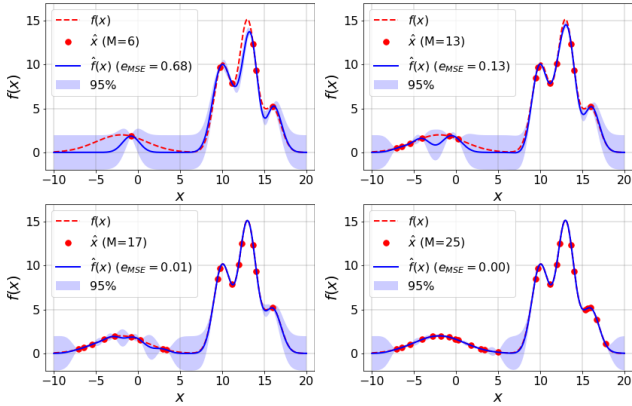 f(x)
x̂ (M=6)
f̂(x) (e_MSE = 0.68)
95%
15
10
5
0
f(x)
−10 −5 0 5 10 15 20
x
f(x)
x̂ (M=13)
f̂(x) (e_MSE = 0.13)
95%
15
10
5
0
f(x)
−10 −5 0 5 10 15 20
x
f(x)
x̂ (M=17)
f̂(x) (e_MSE = 0.01)
95%
15
10
5
0
f(x)
−10 −5 0 5 10 15 20
x
f(x)
x̂ (M=25)
f̂(x) (e_MSE = 0.00)
95%
15
10
5
0
f(x)
−10 −5 0 5 10 15 20
x